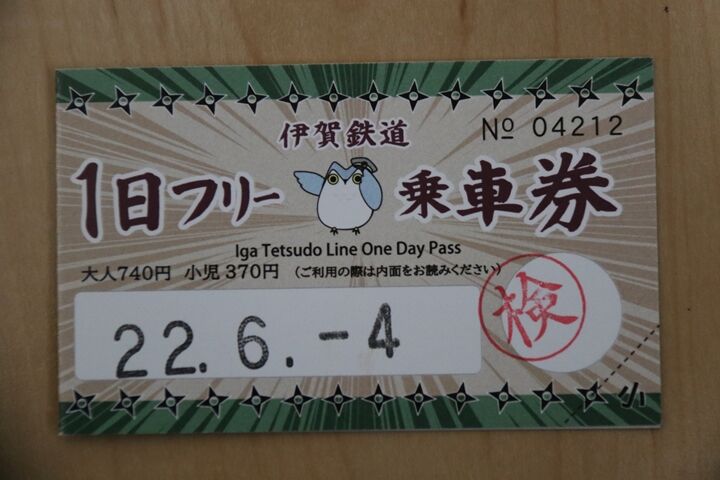 伊賀鉄道
№ 04212
1日フリー乗車券
Iga Tetsudo Line One Day Pass
大人740円 小児370円 （ご利用の際は内面をお読みください）
22.6.-4
検
小